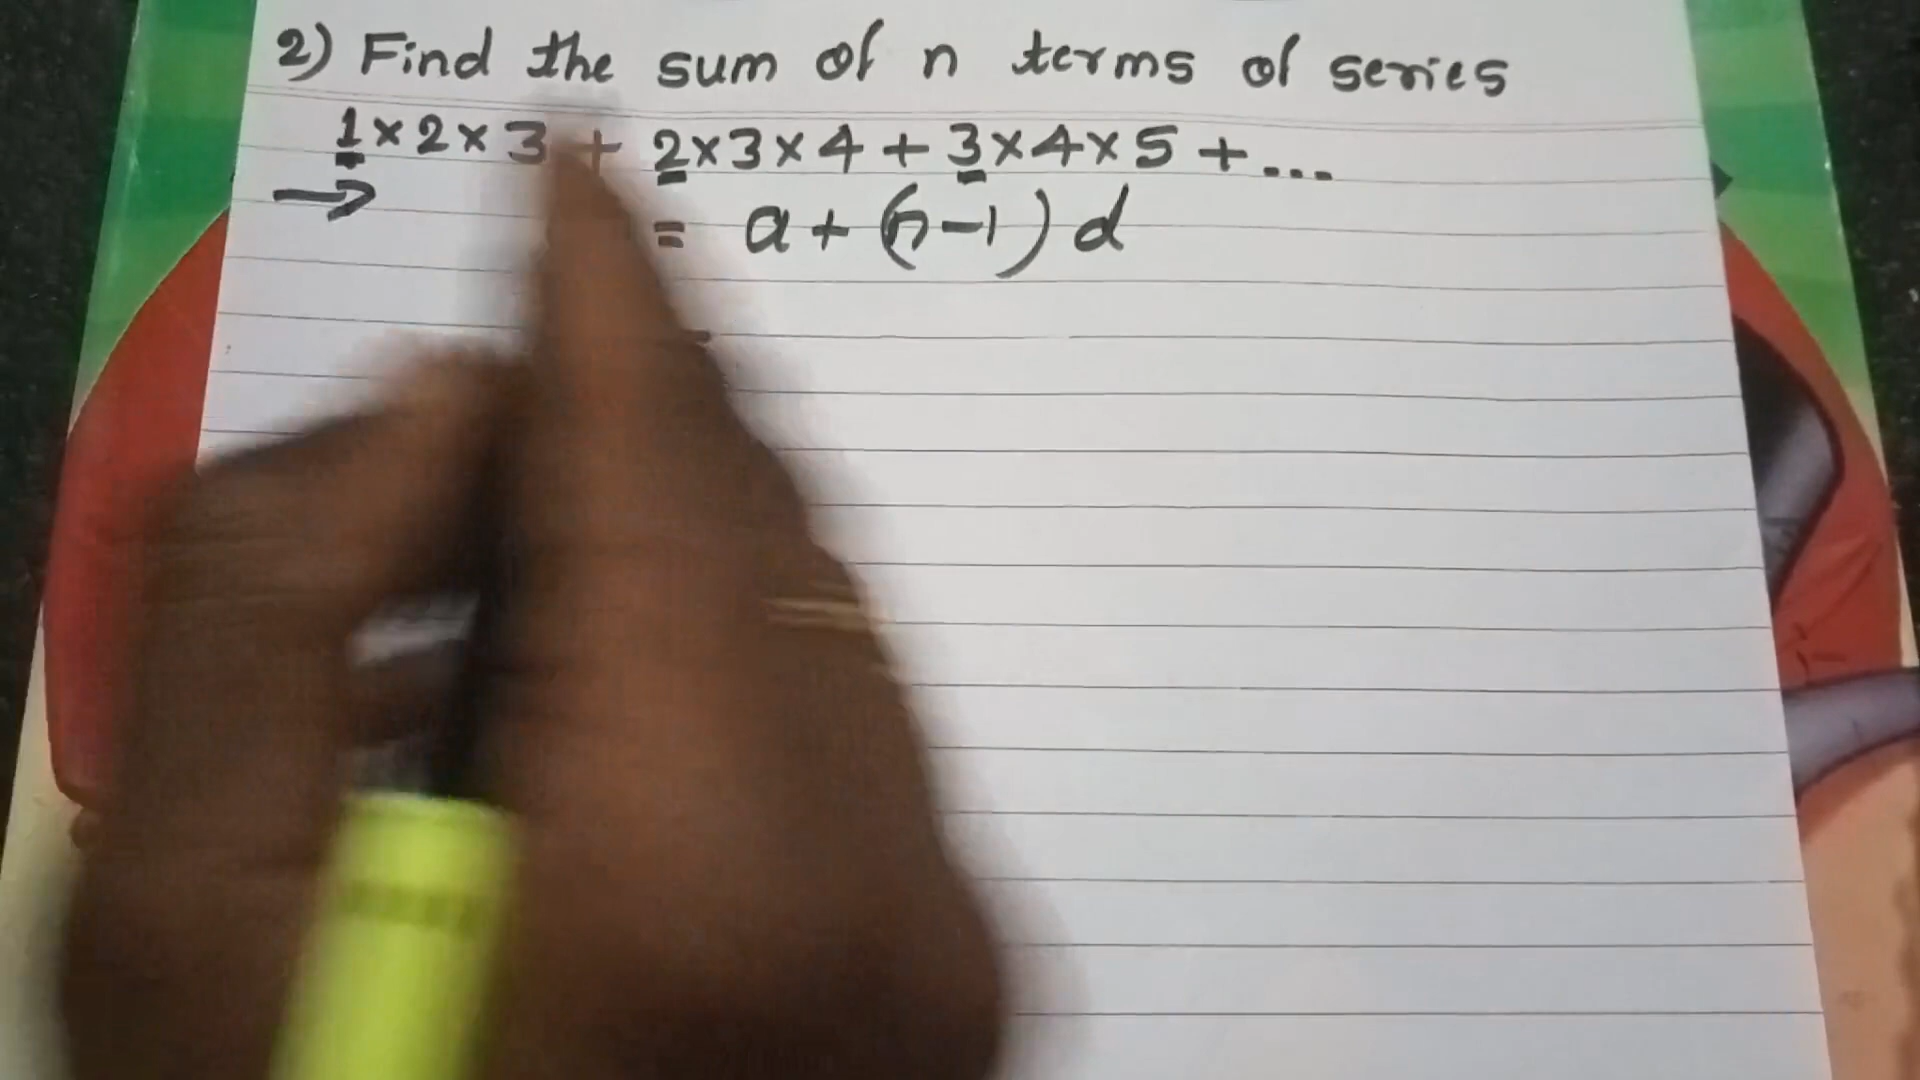 2) Find the sum of n terms of series
1×2×3 + 2×3×4 + 3×4×5 + ...
→ = a + (n-1) d